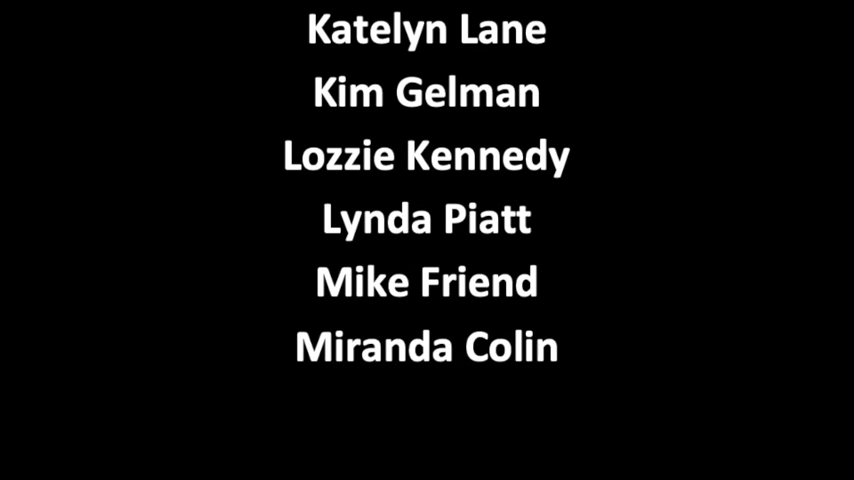 Katelyn Lane
Kim Gelman
Lozzie Kennedy
Lynda Piatt
Mike Friend
Miranda Colin